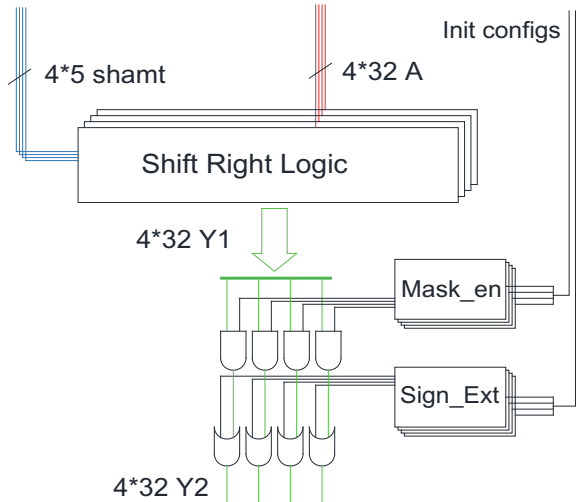 Init configs
4*5 shamt
4*32 A
Shift Right Logic
4*32 Y1
Mask_en
Sign_Ext
4*32 Y2